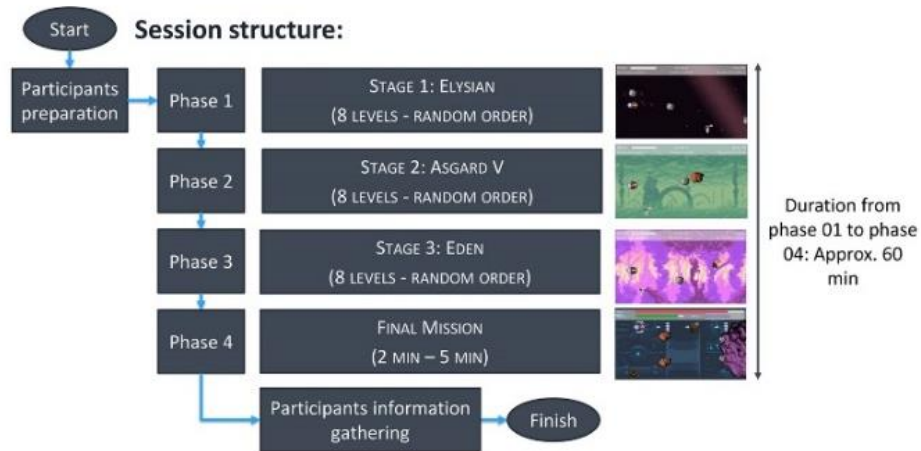 Start
Session structure:
Participants
preparation
Phase 1
STAGE 1: ELYSIAN
(8 LEVELS - RANDOM ORDER)
Phase 2
STAGE 2: ASGARD V
(8 LEVELS - RANDOM ORDER)
Phase 3
STAGE 3: EDEN
(8 LEVELS - RANDOM ORDER)
Phase 4
FINAL MISSION
(2 MIN – 5 MIN)
Duration from
phase 01 to phase
04: Approx. 60
min
Participants information
gathering
Finish